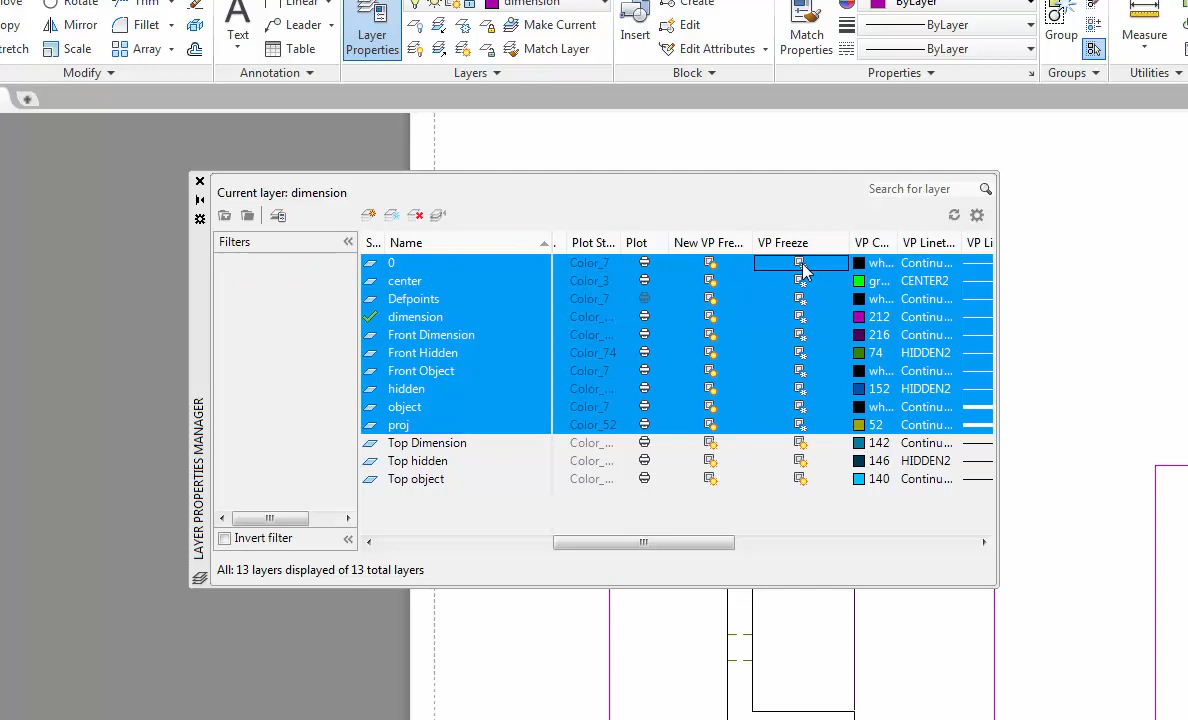 Rotate Trim Linear dimension Create ByLayer
Mirror Fillet Leader Make Current Edit ByLayer
Scale Array Table Match Layer Edit Attributes ByLayer
Text Layer Properties Insert Match Properties Group Measure
Modify Annotation Layers Block Properties Groups Utilities
Current layer: dimension Search for layer
Filters S... Name Plot St... Plot New VP Fre... VP Freeze VP C... VP Linet... VP Li
0 Color_7 wh... Continu...
center Color_3 gr... CENTER2
Defpoints Color_7 wh... Continu...
dimension Color_... 212 Continu...
Front Dimension Color_... 216 Continu...
Front Hidden Color_74 74 HIDDEN2
Front Object Color_7 wh... Continu...
hidden Color_... 152 HIDDEN2
object Color_7 wh... Continu...
proj Color_52 52 Continu...
Top Dimension Color_... 142 Continu...
Top hidden Color_... 146 HIDDEN2
Top object Color_... 140 Continu...
Invert filter
All: 13 layers displayed of 13 total layers
LAYER PROPERTIES MANAGER